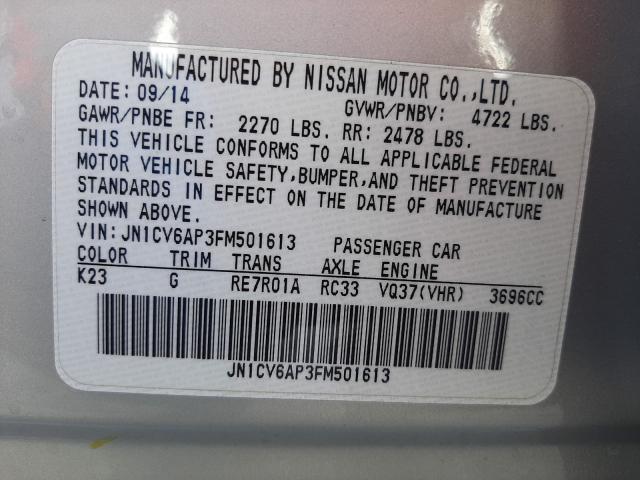 MANUFACTURED BY NISSAN MOTOR CO.,LTD.
DATE: 09/14 GVWR/PNBV: 4722 LBS.
GAWR/PNBE FR: 2270 LBS. RR: 2478 LBS.
THIS VEHICLE CONFORMS TO ALL APPLICABLE FEDERAL
MOTOR VEHICLE SAFETY,BUMPER,AND THEFT PREVENTION
STANDARDS IN EFFECT ON THE DATE OF MANUFACTURE
SHOWN ABOVE.
VIN:JN1CV6AP3FM501613 PASSENGER CAR
COLOR TRIM TRANS AXLE ENGINE
K23 G RE7R01A RC33 VQ37(VHR) 3696CC
JN1CV6AP3FM501613